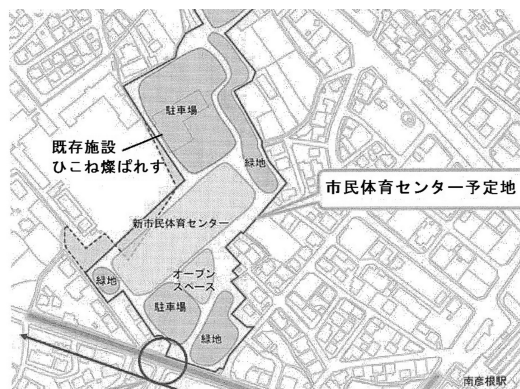 駐車場
既存施設
ひこね燦ぱれす
緑地
市民体育センター予定地
新市民体育センター
緑地
オープン
スペース
駐車場
緑地
南彦根駅